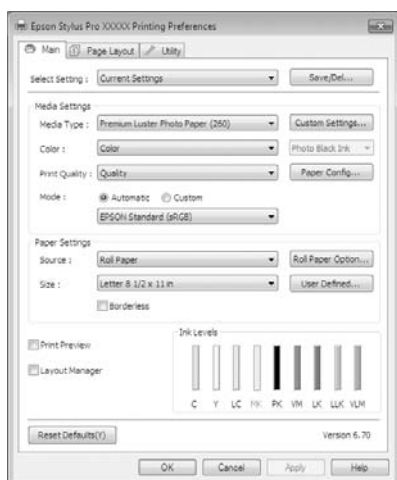 Epson Stylus Pro XXXXX Printing Preferences
Main Page Layout Utility
Select Setting : Current Settings Save/Del...
Media Settings
Media Type : Premium Luster Photo Paper (260) Custom Settings...
Color : Color Photo Black Ink
Print Quality : Quality Paper Config...
Mode : Automatic Custom
EPSON Standard (sRGB)
Paper Settings
Source : Roll Paper Roll Paper Option...
Size : Letter 8 1/2 x 11 in User Defined...
Borderless
Ink Levels
Print Preview
Layout Manager
C Y LC MK PK VM LK LLK VLM
Reset Defaults(Y) Version 6.70
OK Cancel Apply Help